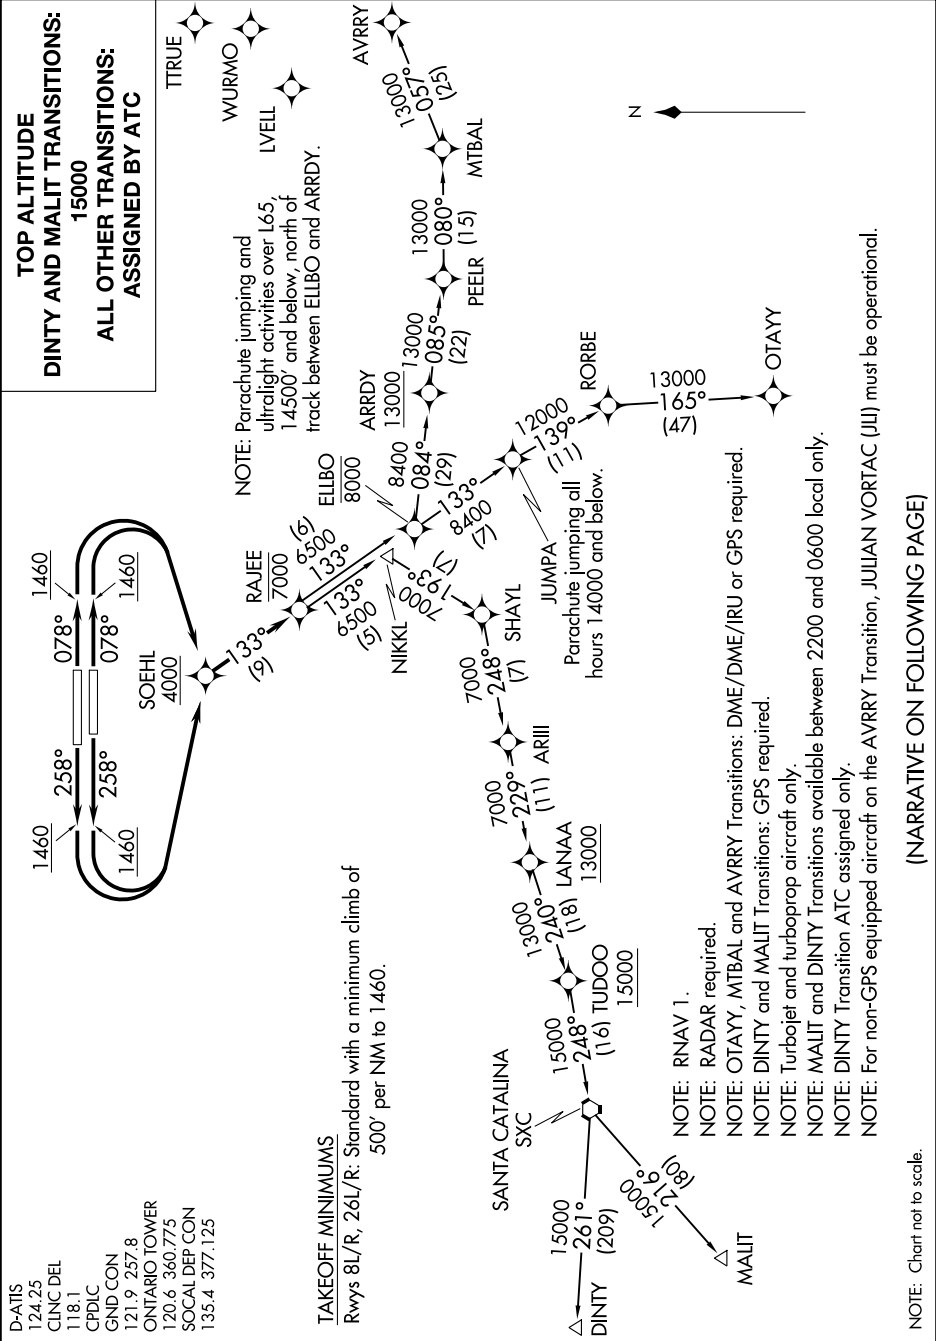 TOP ALTITUDE
DINTY AND MALIT TRANSITIONS:
15000
ALL OTHER TRANSITIONS:
ASSIGNED BY ATC
D-ATIS
124.25
CLNC DEL
118.1
CPDLC
GND CON
121.9 257.8
ONTARIO TOWER
120.6 360.775
SOCAL DEP CON
135.4 377.125
TAKEOFF MINIMUMS
Rwys 8L/R, 26L/R: Standard with a minimum climb of
500' per NM to 1460.
1460
1460
258°
258°
078°
078°
1460
1460
SOEHL
4000
133°
(9)
RAJEE
7000
(6)
6500
133°
133°
6500
(5)
NIKKL
ELLBO
8000
NOTE: Parachute jumping and
ultralight activities over L65,
14500' and below, north of
track between ELLBO and ARRDY.
TTRUE
WURMO
LVELL
8400
084°
(29)
ARRDY
13000
13000
085°
(22)
PEELR
13000
080°
(15)
MTBAL
13000
057°
(25)
AVRRY
N
133°
8400
(7)
JUMPA
Parachute jumping all
hours 14000 and below.
12000
139°
(11)
RORBE
13000
165°
(47)
OTAYY
7000
193°
(7)
SHAYL
7000
248°
(7)
ARIII
7000
229°
(11)
LANAA
13000
13000
240°
(18)
TUDOO
15000
15000
248°
(16)
SANTA CATALINA
SXC
15000
261°
(209)
DINTY
15000
216°
(80)
MALIT
NOTE: RNAV 1.
NOTE: RADAR required.
NOTE: OTAYY, MTBAL and AVRRY Transitions: DME/DME/IRU or GPS required.
NOTE: DINTY and MALIT Transitions: GPS required.
NOTE: Turbojet and turboprop aircraft only.
NOTE: MALIT and DINTY Transitions available between 2200 and 0600 local only.
NOTE: DINTY Transition ATC assigned only.
NOTE: For non-GPS equipped aircraft on the AVRRY Transition, JULIAN VORTAC (JLI) must be operational.
(NARRATIVE ON FOLLOWING PAGE)
NOTE: Chart not to scale.